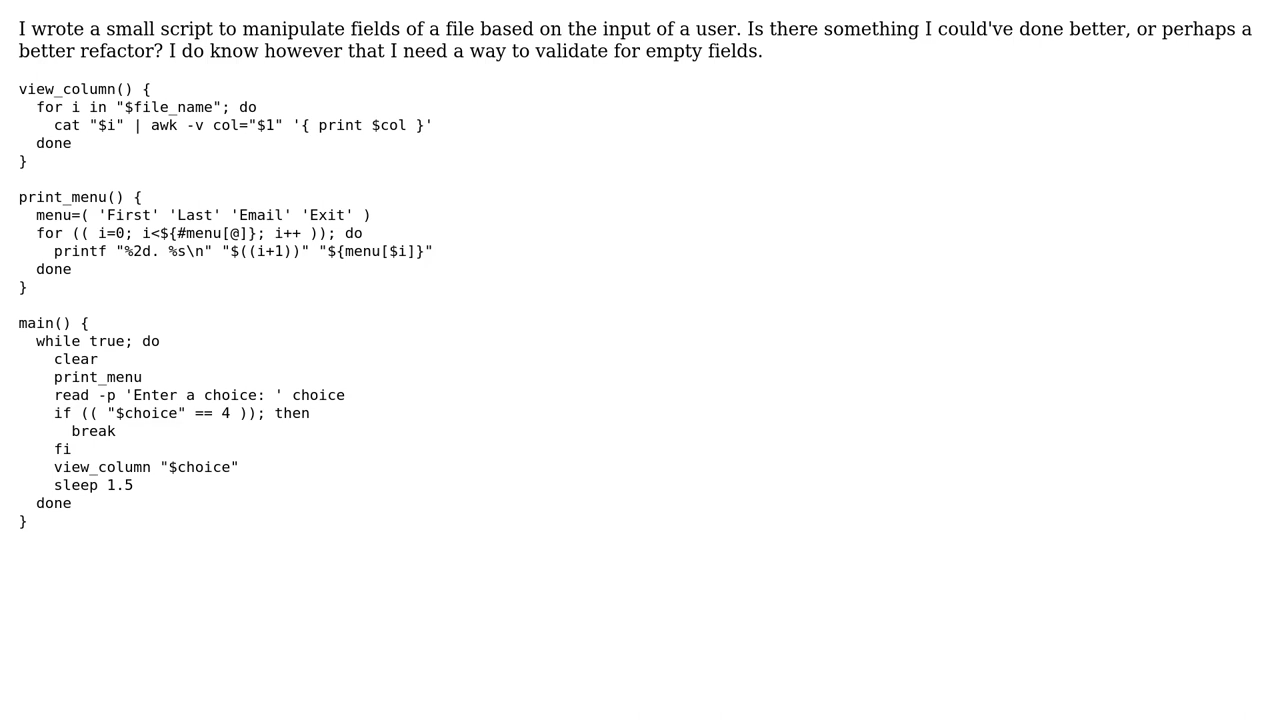 I wrote a small script to manipulate fields of a file based on the input of a user. Is there something I could've done better, or perhaps a
better refactor? I do know however that I need a way to validate for empty fields.
view_column() {
  for i in "$file_name"; do
    cat "$i" | awk -v col="$1" '{ print $col }'
  done
}
print_menu() {
  menu=( 'First' 'Last' 'Email' 'Exit' )
  for (( i=0; i<${#menu[@]}; i++ )); do
    printf "%2d. %s\n" "$((i+1))" "${menu[$i]}"
  done
}
main() {
  while true; do
    clear
    print_menu
    read -p 'Enter a choice: ' choice
    if (( "$choice" == 4 )); then
      break
    fi
    view_column "$choice"
    sleep 1.5
  done
}